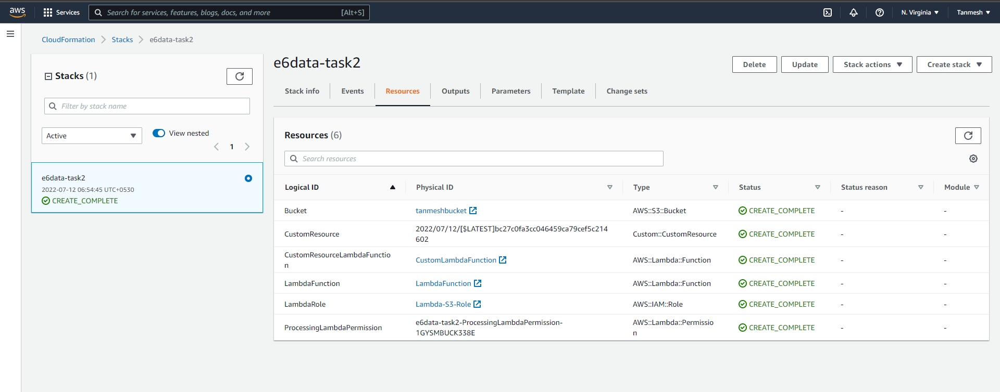 aws
Services
Search for services, features, blogs, docs, and more
[Alt+S]
N. Virginia
Tanmesh
CloudFormation
Stacks
e6data-task2
Stacks (1)
Filter by stack name
Active
View nested
1
e6data-task2
2022-07-12 06:54:45 UTC+0530
CREATE_COMPLETE
e6data-task2
Delete
Update
Stack actions
Create stack
Stack info
Events
Resources
Outputs
Parameters
Template
Change sets
Resources (6)
Search resources
Logical ID
Physical ID
Type
Status
Status reason
Module
Bucket
tanmeshbucket
AWS::S3::Bucket
CREATE_COMPLETE
-
-
CustomResource
2022/07/12/[$LATEST]bc27c0fa3cc046459ca79cef5c214
602
Custom::CustomResource
CREATE_COMPLETE
-
-
CustomResourceLambdaFunctio
n
CustomLambdaFunction
AWS::Lambda::Function
CREATE_COMPLETE
-
-
LambdaFunction
LambdaFunction
AWS::Lambda::Function
CREATE_COMPLETE
-
-
LambdaRole
Lambda-S3-Role
AWS::IAM::Role
CREATE_COMPLETE
-
-
ProcessingLambdaPermission
e6data-task2-ProcessingLambdaPermission-
1GYSMBUCK338E
AWS::Lambda::Permissio
n
CREATE_COMPLETE
-
-